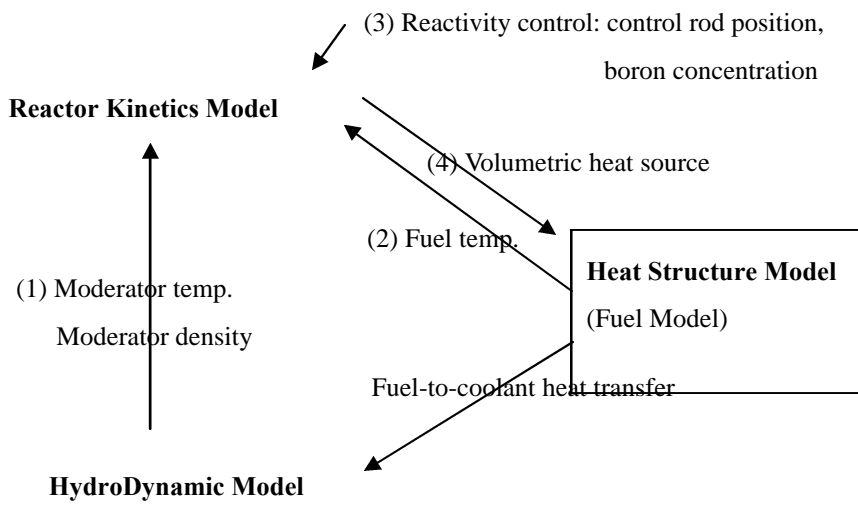 (3) Reactivity control: control rod position,
boron concentration
Reactor Kinetics Model
(4) Volumetric heat source
(2) Fuel temp.
Heat Structure Model
(Fuel Model)
(1) Moderator temp.
Moderator density
Fuel-to-coolant heat transfer
HydroDynamic Model